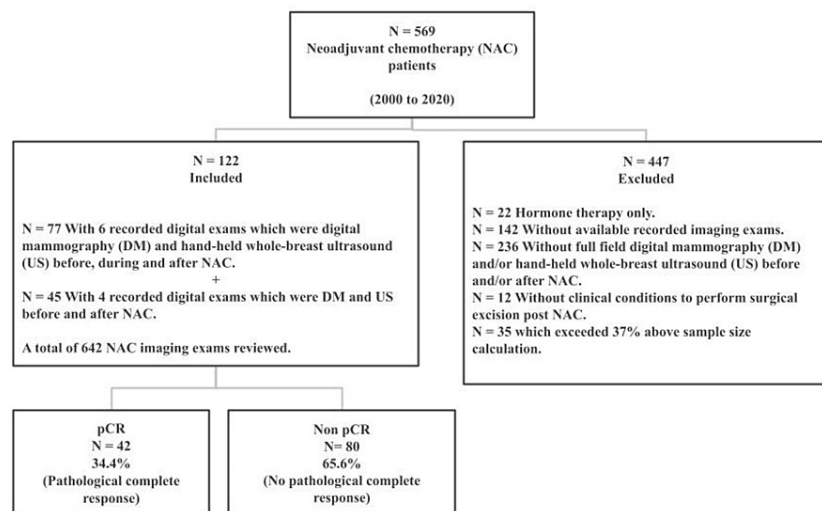 N = 569
Neoadjuvant chemotherapy (NAC)
patients
(2000 to 2020)
N = 122
Included
N = 77 With 6 recorded digital exams which were digital
mammography (DM) and hand-held whole-breast ultrasound
(US) before, during and after NAC.
+
N = 45 With 4 recorded digital exams which were DM and US
before and after NAC.
A total of 642 NAC imaging exams reviewed.
N = 447
Excluded
N = 22 Hormone therapy only.
N = 142 Without available recorded imaging exams.
N = 236 Without full field digital mammography (DM)
and/or hand-held whole-breast ultrasound (US) before
and/or after NAC.
N = 12 Without clinical conditions to perform surgical
excision post NAC.
N = 35 which exceeded 37% above sample size
calculation.
pCR
N = 42
34.4%
(Pathological complete
response)
Non pCR
N= 80
65.6%
(No pathological complete
response)